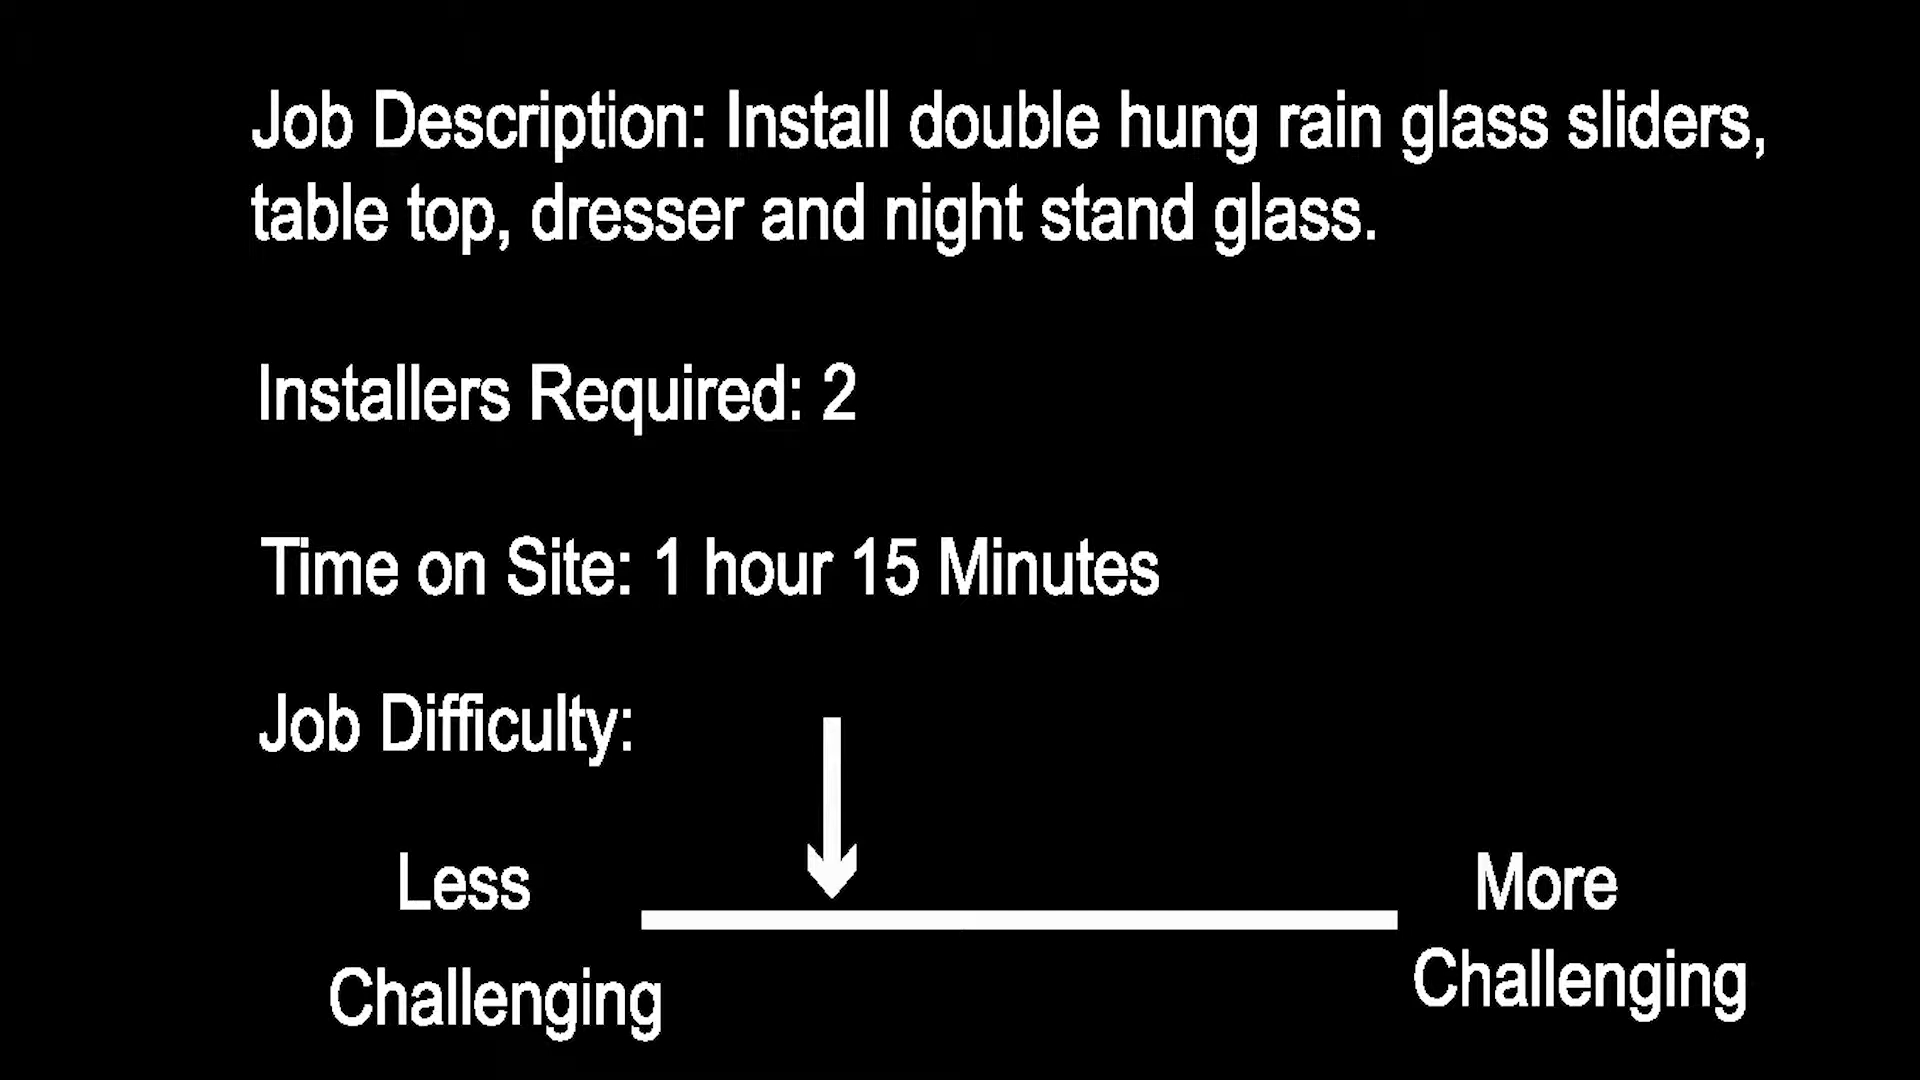 Job Description: Install double hung rain glass sliders,
table top, dresser and night stand glass.
Installers Required: 2
Time on Site: 1 hour 15 Minutes
Job Difficulty:
Less
Challenging
More
Challenging